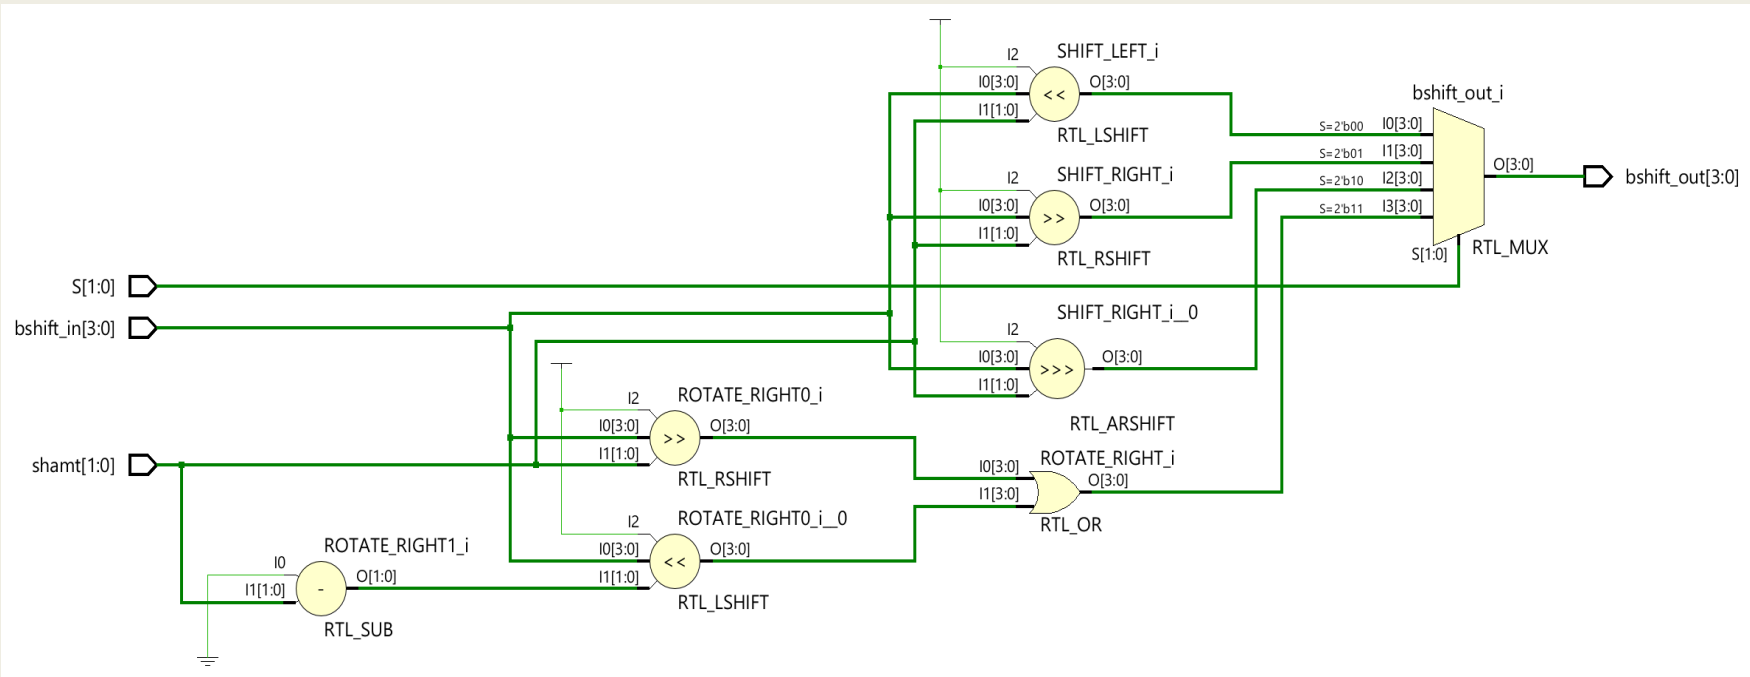 I2
SHIFT_LEFT_i
I0[3:0]
<<
O[3:0]
I1[1:0]
RTL_LSHIFT
bshift_out_i
S=2'b00
I0[3:0]
S=2'b01
I1[3:0]
S=2'b10
I2[3:0]
S=2'b11
I3[3:0]
O[3:0]
bshift_out[3:0]
S[1:0]
RTL_MUX
I2
SHIFT_RIGHT_i
I0[3:0]
>>
O[3:0]
I1[1:0]
RTL_RSHIFT
S[1:0]
bshift_in[3:0]
I2
SHIFT_RIGHT_i__0
I0[3:0]
>>>
O[3:0]
I1[1:0]
RTL_ARSHIFT
I2
ROTATE_RIGHT0_i
I0[3:0]
>>
O[3:0]
I1[1:0]
RTL_RSHIFT
shamt[1:0]
ROTATE_RIGHT_i
I0[3:0]
O[3:0]
I1[3:0]
RTL_OR
I2
ROTATE_RIGHT0_i__0
I0[3:0]
<<
O[3:0]
I1[1:0]
RTL_LSHIFT
ROTATE_RIGHT1_i
I0
-
O[1:0]
I1[1:0]
RTL_SUB